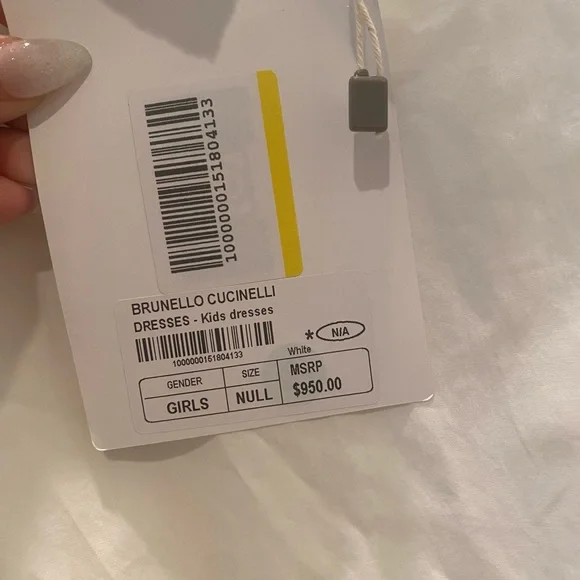 1000000151804133
BRUNELLO CUCINELLI
DRESSES - Kids dresses
1000000151804133
* N/A
White
GENDER SIZE MSRP
GIRLS NULL $950.00